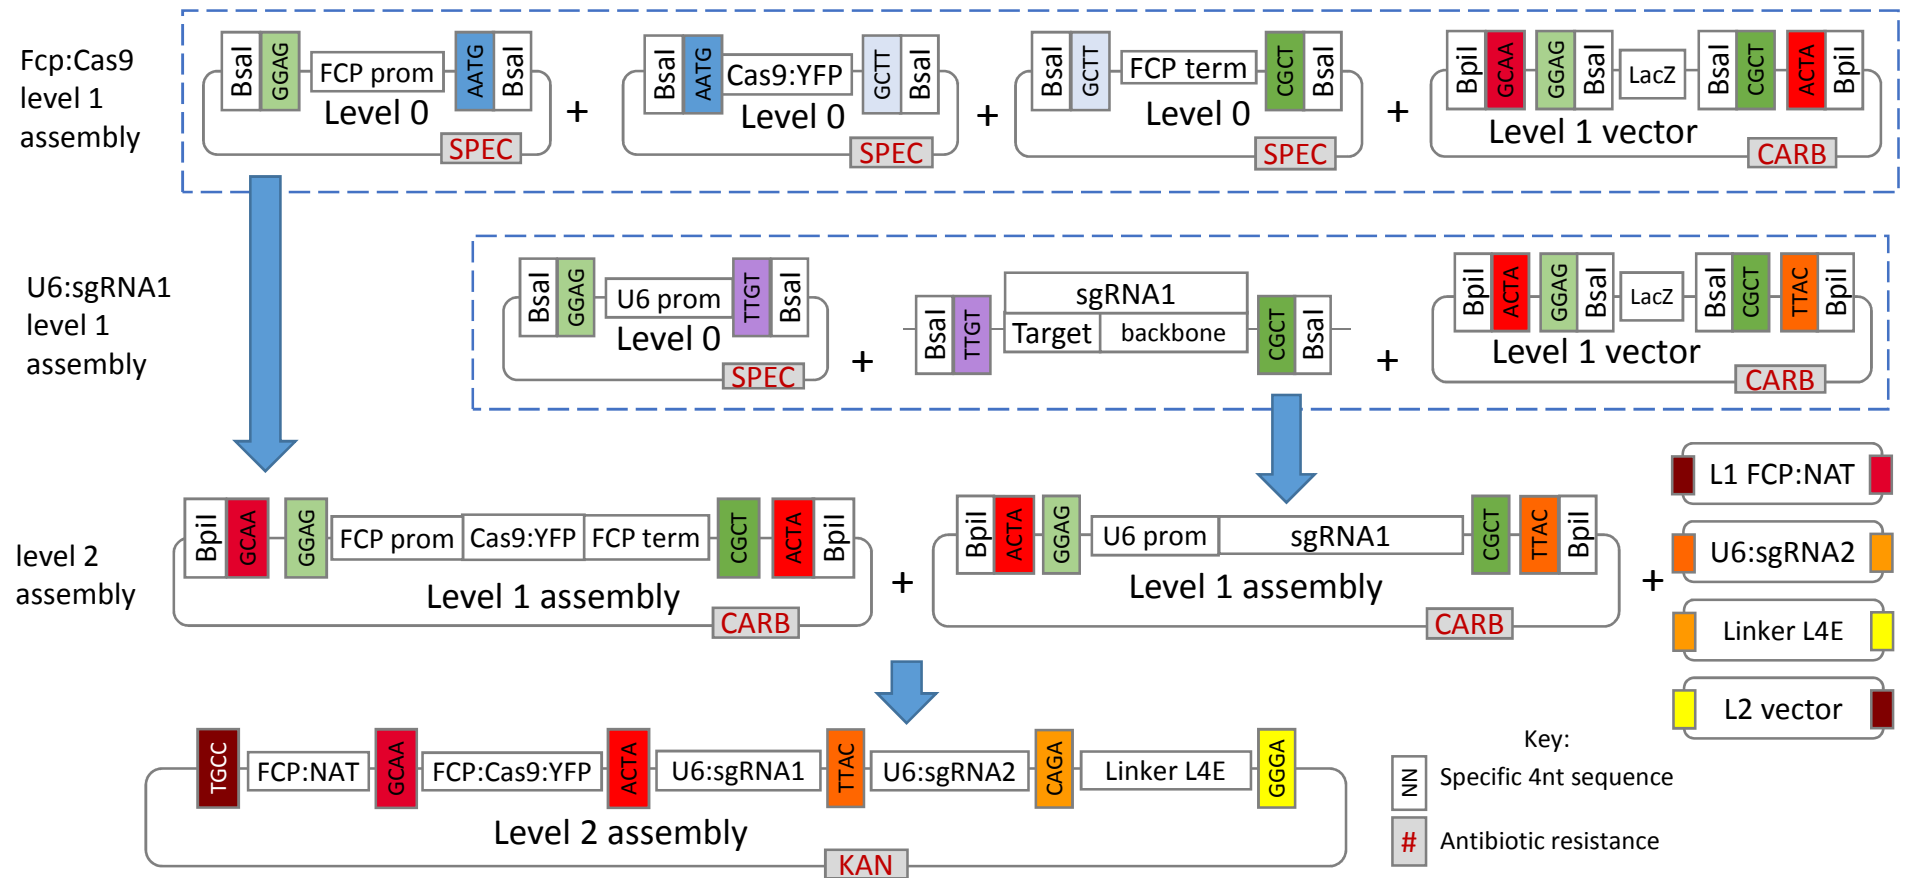 Fcp:Cas9
level 1
assembly
BsaI GGAG FCP prom AATG BsaI
Level 0
SPEC
+
BsaI AATG Cas9:YFP GCTT BsaI
Level 0
SPEC
+
BsaI GCTT FCP term CGCT BsaI
Level 0
SPEC
+
BpiI GCAA GGAG BsaI LacZ BsaI CGCT ACTA BpiI
Level 1 vector
CARB
U6:sgRNA1
level 1
assembly
BsaI GGAG U6 prom TTGT BsaI
Level 0
SPEC
+
BsaI TTGT sgRNA1 CGCT BsaI
Target backbone
+
BpiI ACTA GGAG BsaI LacZ BsaI CGCT TTAC BpiI
Level 1 vector
CARB
level 2
assembly
BpiI GCAA GGAG FCP prom Cas9:YFP FCP term CGCT ACTA BpiI
Level 1 assembly
CARB
+
BpiI ACTA GGAG U6 prom sgRNA1 CGCT TTAC BpiI
Level 1 assembly
CARB
+
L1 FCP:NAT
U6:sgRNA2
Linker L4E
L2 vector
TGCC FCP:NAT GCAA FCP:Cas9:YFP ACTA U6:sgRNA1 TTAC U6:sgRNA2 CAGA Linker L4E GGGA
Level 2 assembly
KAN
Key:
NN Specific 4nt sequence
# Antibiotic resistance